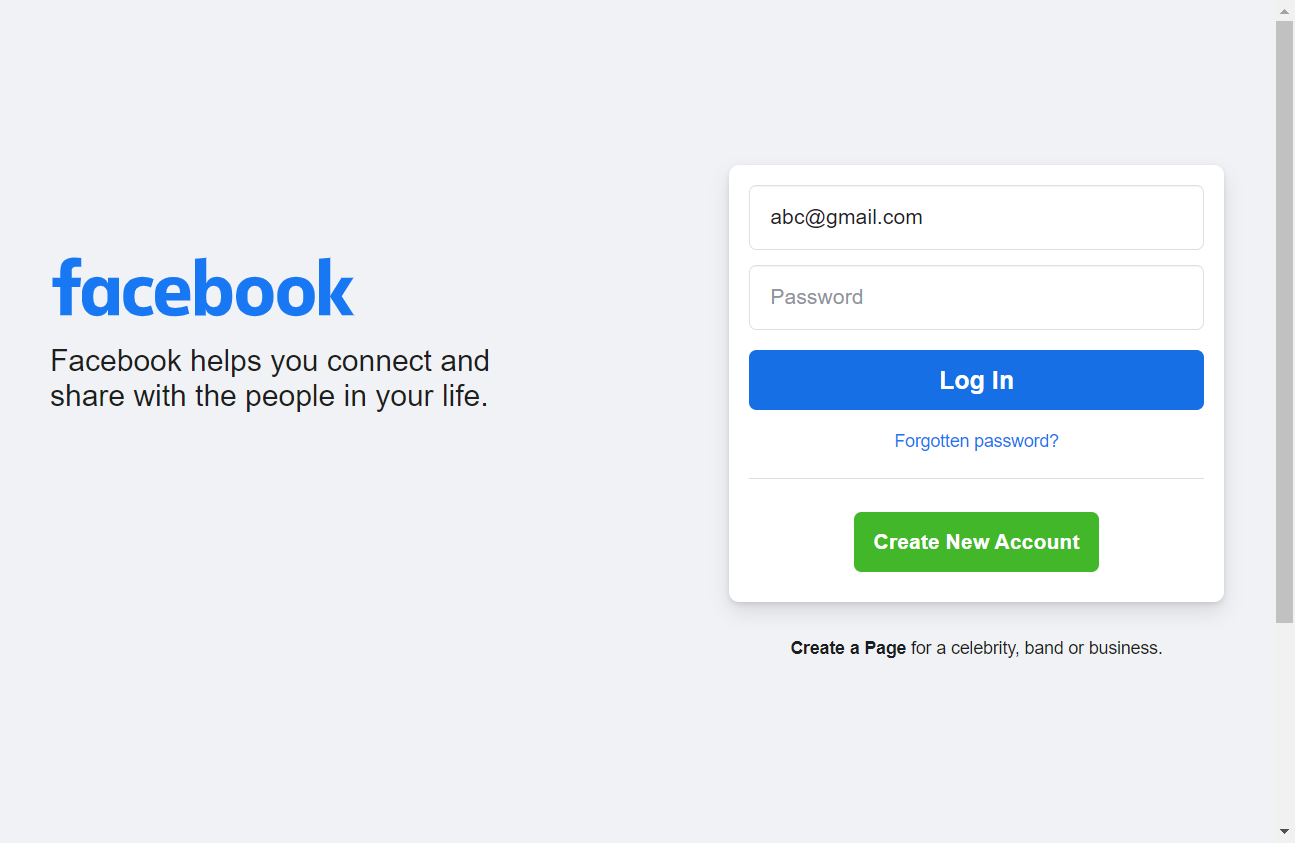 facebook
Facebook helps you connect and
share with the people in your life.
abc@gmail.com
Password
Log In
Forgotten password?
Create New Account
Create a Page for a celebrity, band or business.